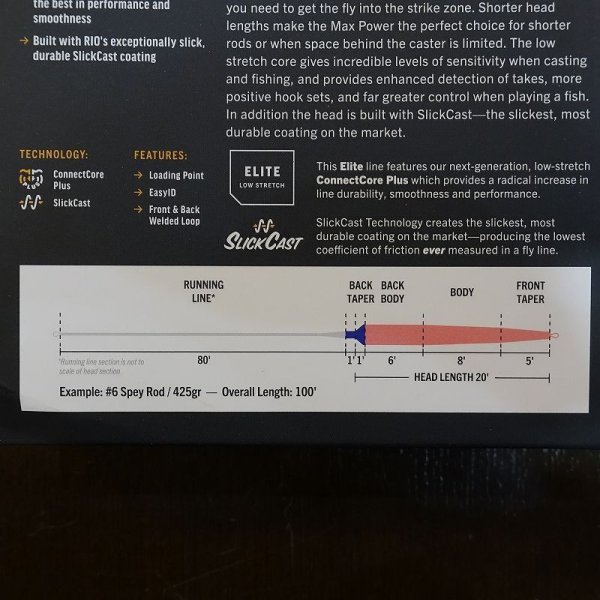 the best in performance and
smoothness
→ Built with RIO's exceptionally slick,
durable SlickCast coating
you need to get the fly into the strike zone. Shorter head
lengths make the Max Power the perfect choice for shorter
rods or when space behind the caster is limited. The low
stretch core gives incredible levels of sensitivity when casting
and fishing, and provides enhanced detection of takes, more
positive hook sets, and far greater control when playing a fish.
In addition the head is built with SlickCast—the slickest, most
durable coating on the market.
TECHNOLOGY:
ConnectCore
Plus
SlickCast
FEATURES:
→ Loading Point
→ EasyID
→ Front & Back
Welded Loop
ELITE
LOW STRETCH
This Elite line features our next-generation, low-stretch
ConnectCore Plus which provides a radical increase in
line durability, smoothness and performance.
SLICKCAST
SlickCast Technology creates the slickest, most
durable coating on the market—producing the lowest
coefficient of friction ever measured in a fly line.
RUNNING
LINE*
BACK
TAPER
BACK
BODY
BODY
FRONT
TAPER
*Running line section is not to
scale of head section
80'
1'
1'
6'
8'
5'
HEAD LENGTH 20'
Example: #6 Spey Rod / 425gr — Overall Length: 100'